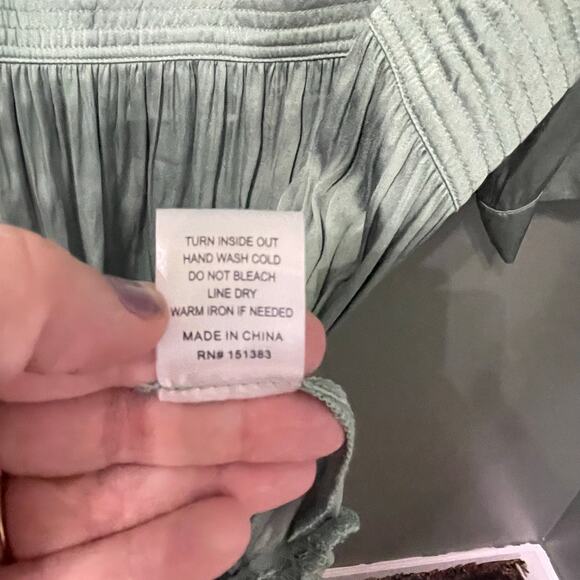 TURN INSIDE OUT
HAND WASH COLD
DO NOT BLEACH
LINE DRY
WARM IRON IF NEEDED
MADE IN CHINA
RN# 151383